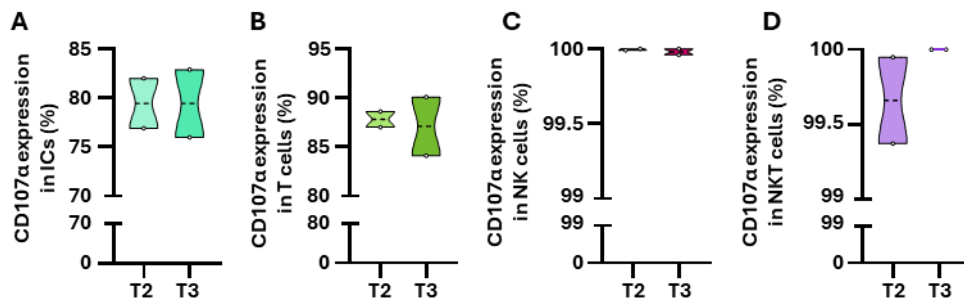 A
CD107α expression
in ICs (%)
85
80
75
70
70
0
T2 T3
B
CD107α expression
in T cells (%)
95
90
85
80
80
0
T2 T3
C
CD107α expression
in NK cells (%)
100
99.5
99
99
0
T2 T3
D
CD107α expression
in NKT cells (%)
100
99.5
99
99
0
T2 T3